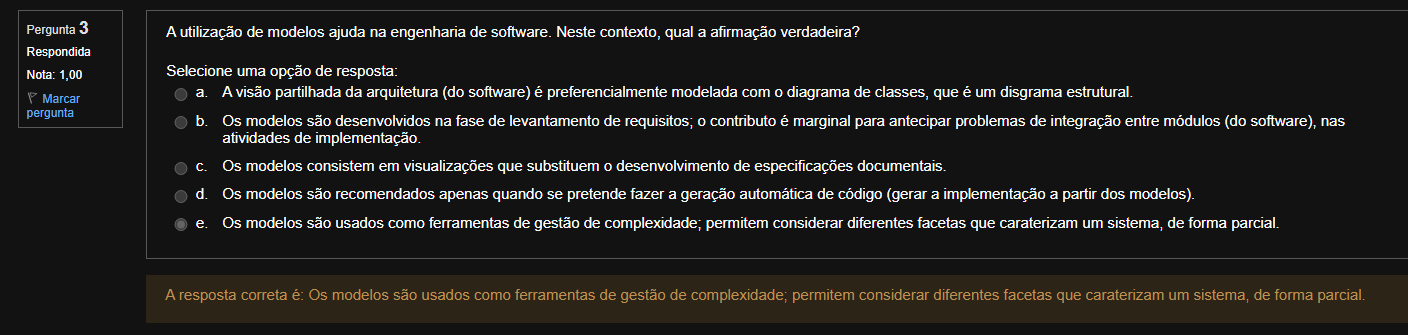 Pergunta 3
Respondida
Nota: 1,00
Marcar
pergunta
A utilização de modelos ajuda na engenharia de software. Neste contexto, qual a afirmação verdadeira?
Selecione uma opção de resposta:
a. A visão partilhada da arquitetura (do software) é preferencialmente modelada com o diagrama de classes, que é um disgrama estrutural.
b. Os modelos são desenvolvidos na fase de levantamento de requisitos; o contributo é marginal para antecipar problemas de integração entre módulos (do software), nas
atividades de implementação.
c. Os modelos consistem em visualizações que substituem o desenvolvimento de especificações documentais.
d. Os modelos são recomendados apenas quando se pretende fazer a geração automática de código (gerar a implementação a partir dos modelos).
e. Os modelos são usados como ferramentas de gestão de complexidade; permitem considerar diferentes facetas que caraterizam um sistema, de forma parcial.
A resposta correta é: Os modelos são usados como ferramentas de gestão de complexidade; permitem considerar diferentes facetas que caraterizam um sistema, de forma parcial.